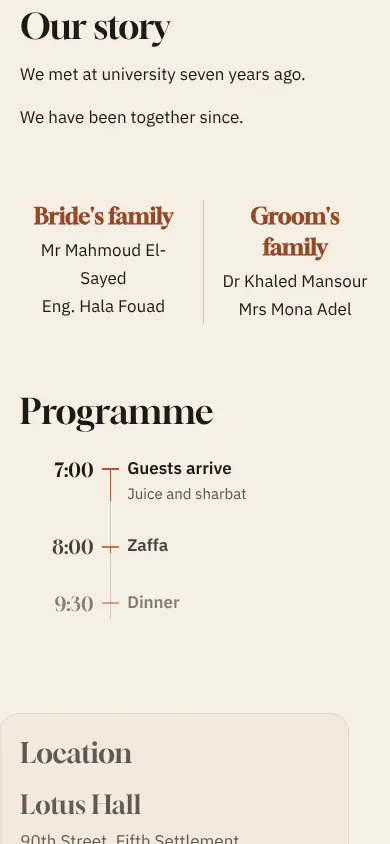 Our story
We met at university seven years ago.
We have been together since.
Bride's family
Mr Mahmoud El-
Sayed
Eng. Hala Fouad
Groom's
family
Dr Khaled Mansour
Mrs Mona Adel
Programme
7:00 Guests arrive
Juice and sharbat
8:00 Zaffa
9:30 Dinner
Location
Lotus Hall
90th Street, Fifth Settlement